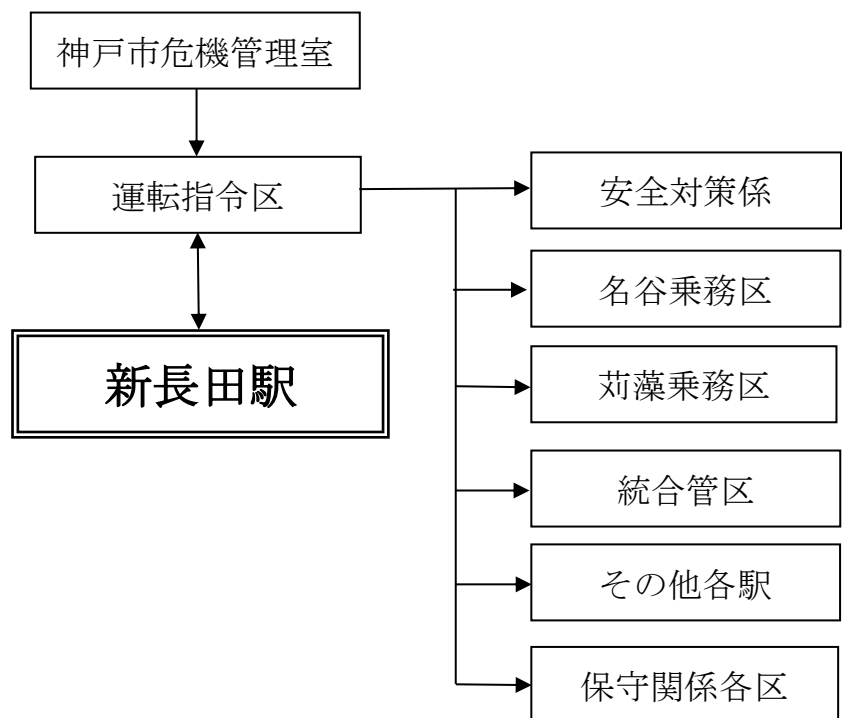 神戸市危機管理室
運転指令区
新長田駅
安全対策係
名谷乗務区
苅藻乗務区
統合管区
その他各駅
保守関係各区